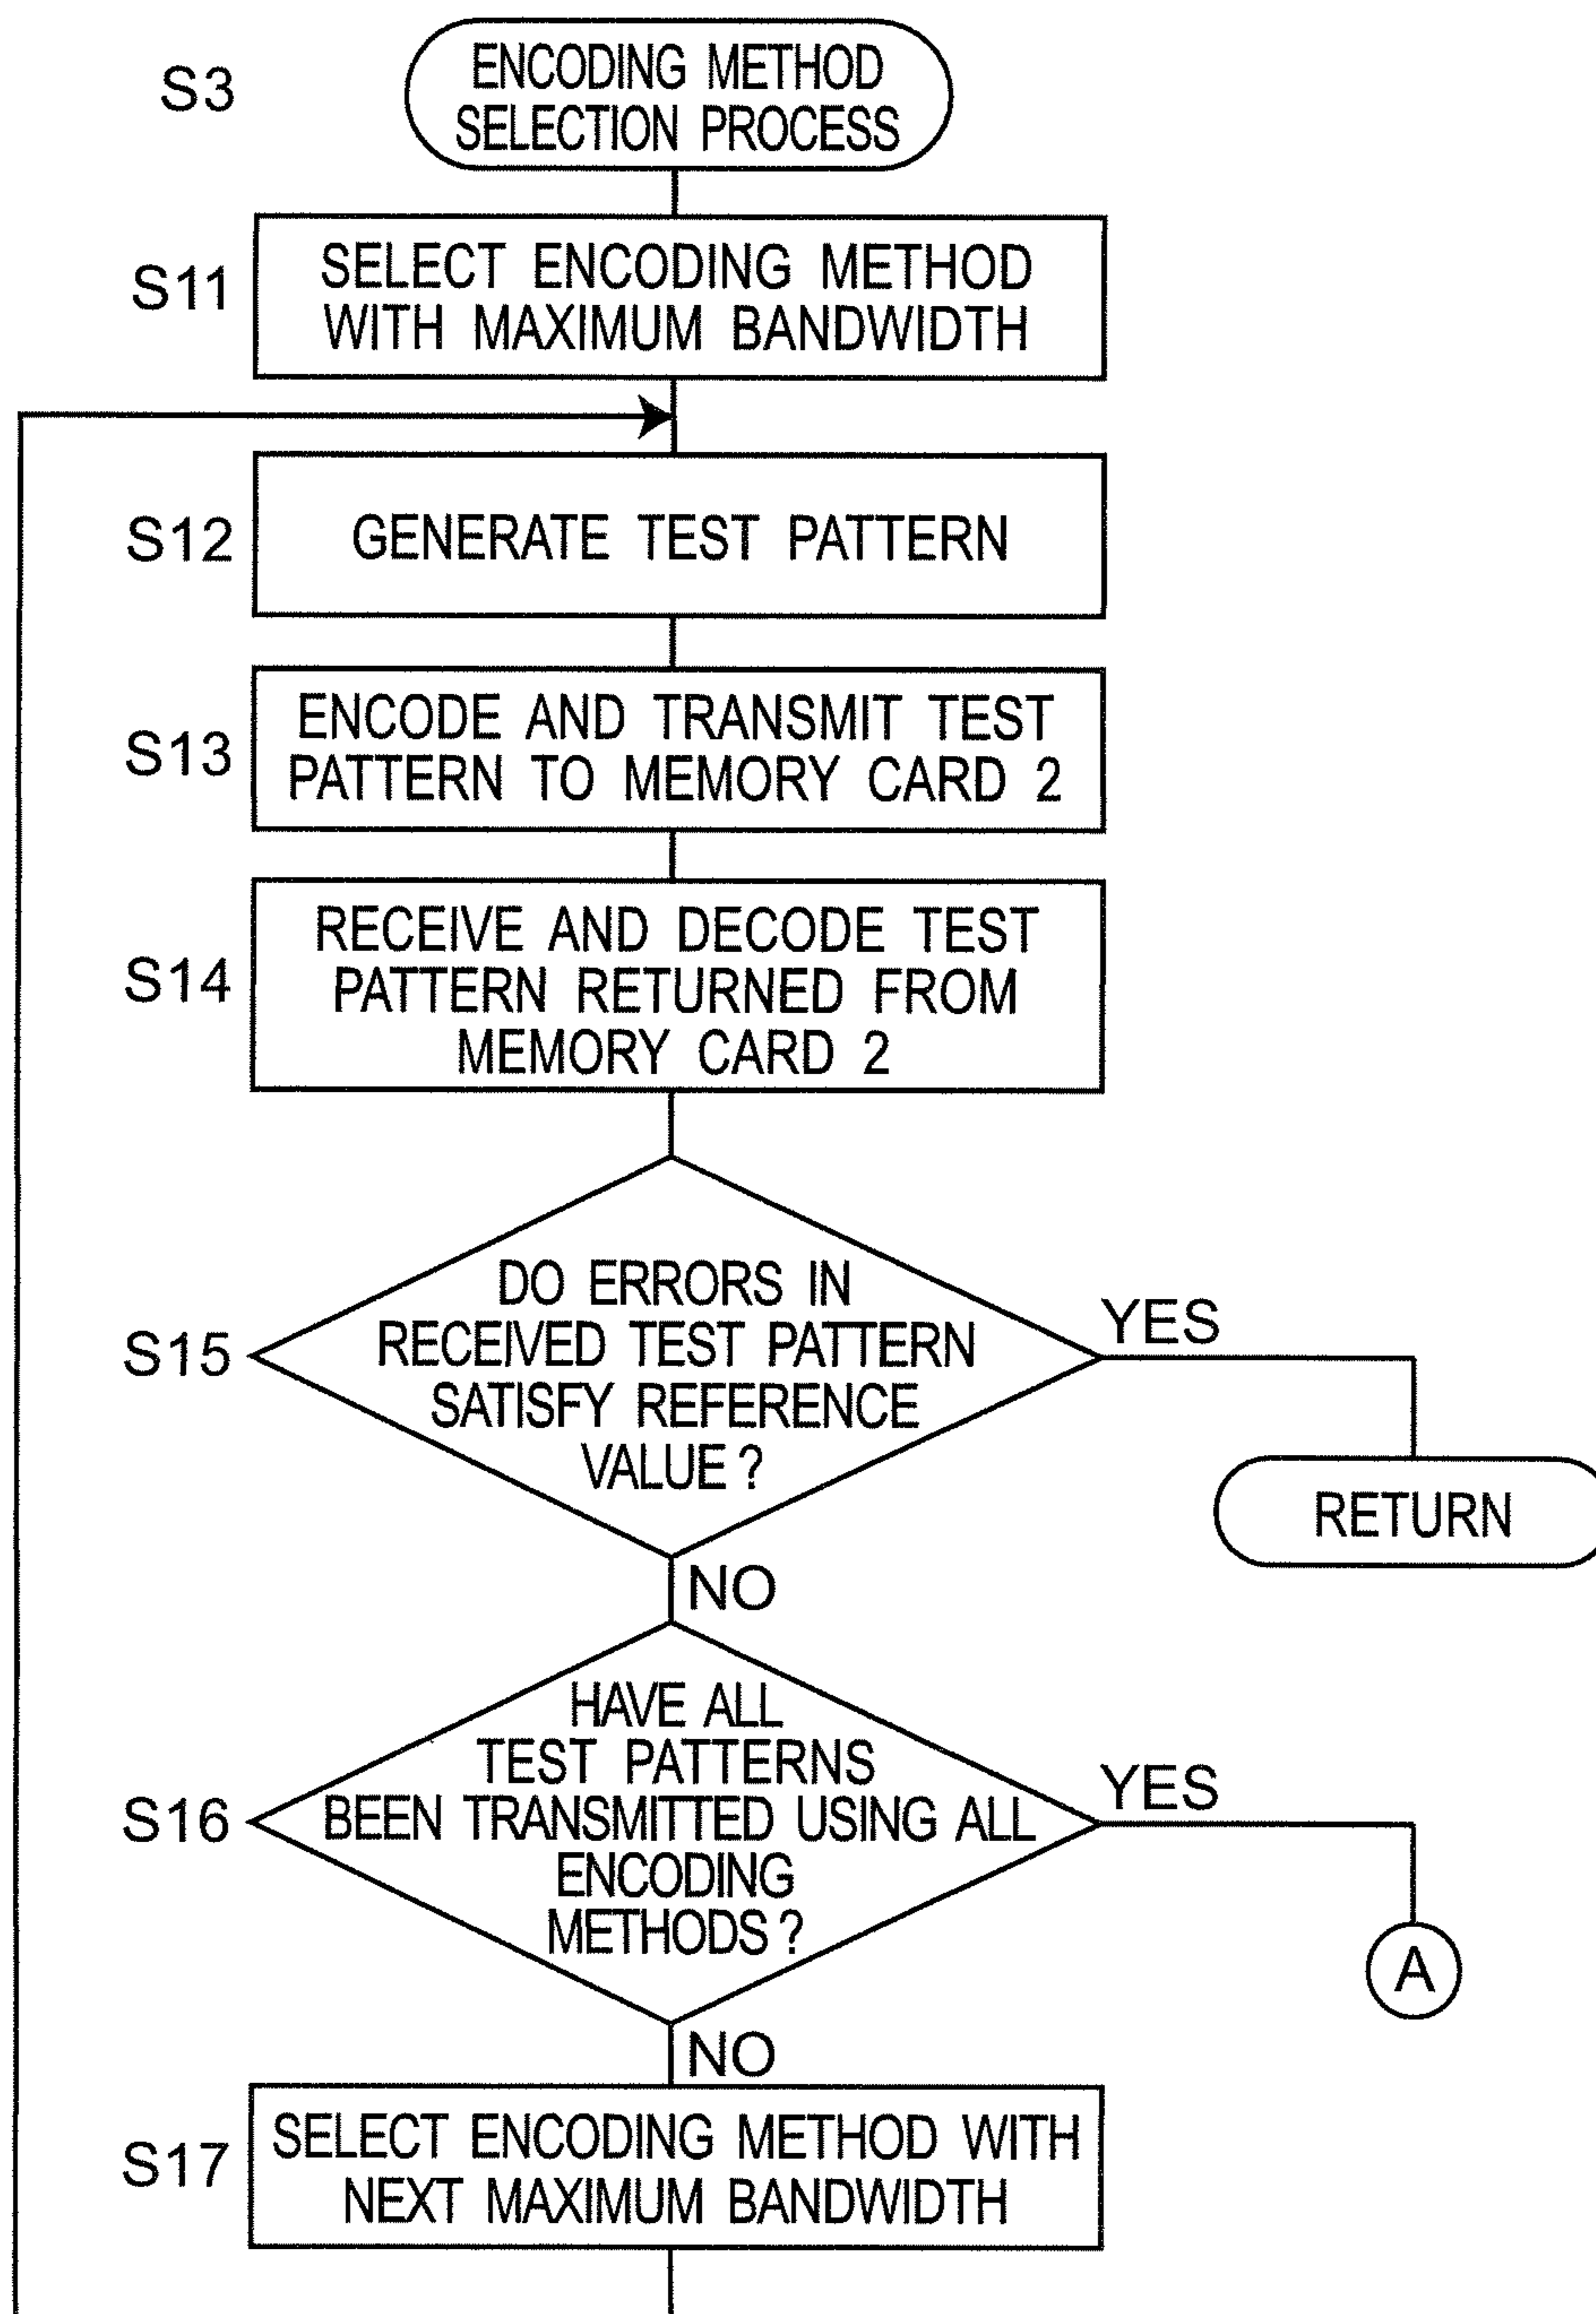 S3
ENCODING METHOD
SELECTION PROCESS
S11
SELECT ENCODING METHOD
WITH MAXIMUM BANDWIDTH
S12
GENERATE TEST PATTERN
S13
ENCODE AND TRANSMIT TEST
PATTERN TO MEMORY CARD 2
S14
RECEIVE AND DECODE TEST
PATTERN RETURNED FROM
MEMORY CARD 2
S15
DO ERRORS IN
RECEIVED TEST PATTERN
SATISFY REFERENCE
VALUE?
YES
RETURN
NO
S16
HAVE ALL
TEST PATTERNS
BEEN TRANSMITTED USING ALL
ENCODING
METHODS?
YES
A
NO
S17
SELECT ENCODING METHOD WITH
NEXT MAXIMUM BANDWIDTH